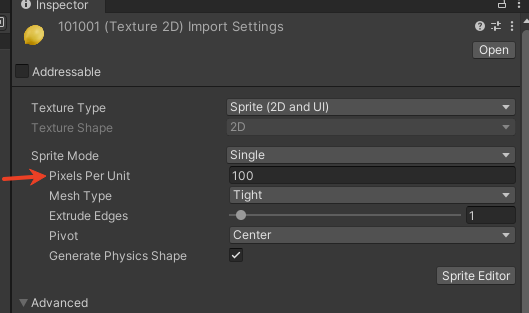 Inspector
101001 (Texture 2D) Import Settings
Open
Addressable
Texture Type Sprite (2D and UI)
Texture Shape 2D
Sprite Mode Single
Pixels Per Unit 100
Mesh Type Tight
Extrude Edges 1
Pivot Center
Generate Physics Shape
Sprite Editor
Advanced